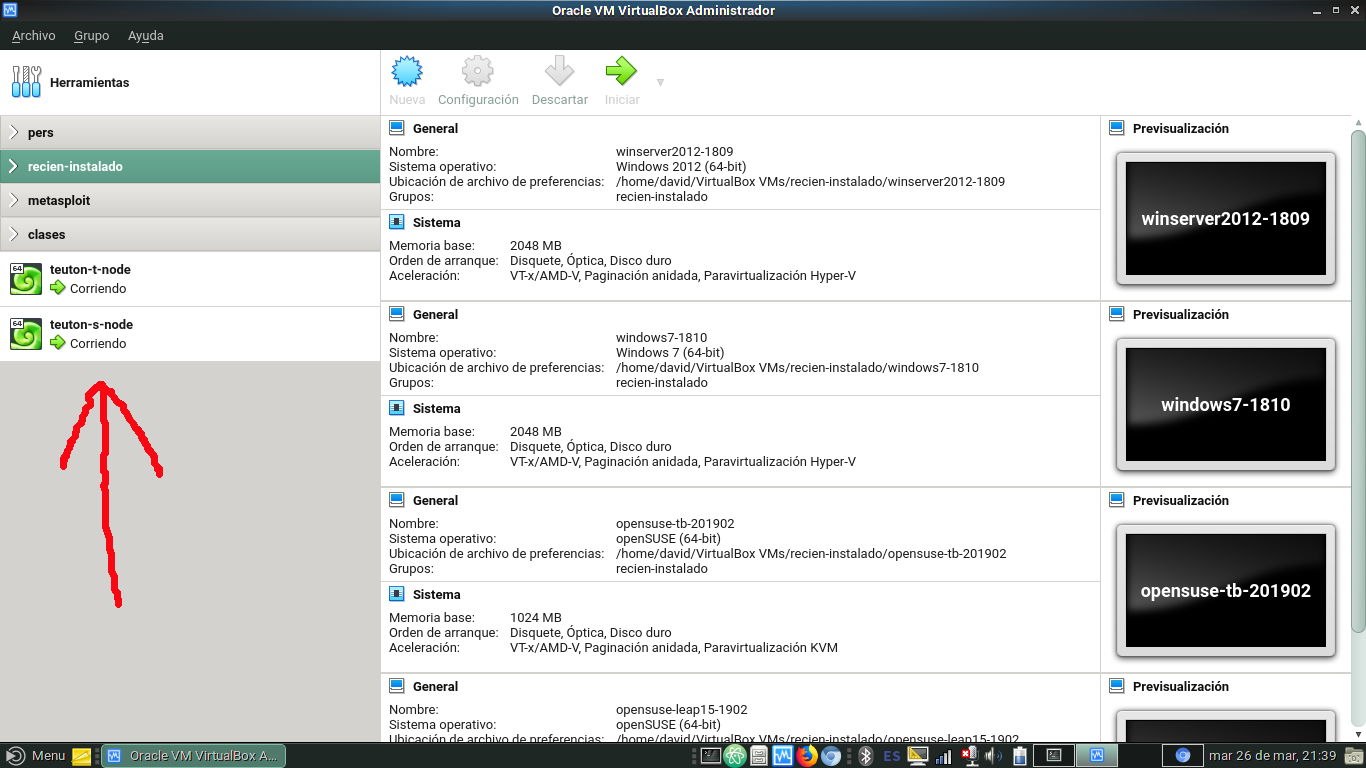 Oracle VM VirtualBox Administrador
Archivo Grupo Ayuda
Herramientas
pers
recien-instalado
metasploit
clases
64
teuton-t-node
Corriendo
64
teuton-s-node
Corriendo
Nueva Configuración Descartar Iniciar
General
Nombre: winserver2012-1809
Sistema operativo: Windows 2012 (64-bit)
Ubicación de archivo de preferencias: /home/david/VirtualBox VMs/recien-instalado/winserver2012-1809
Grupos: recien-instalado
Sistema
Memoria base: 2048 MB
Orden de arranque: Disquete, Óptica, Disco duro
Aceleración: VT-x/AMD-V, Paginación anidada, Paravirtualización Hyper-V
Previsualización
winserver2012-1809
General
Nombre: windows7-1810
Sistema operativo: Windows 7 (64-bit)
Ubicación de archivo de preferencias: /home/david/VirtualBox VMs/recien-instalado/windows7-1810
Grupos: recien-instalado
Sistema
Memoria base: 2048 MB
Orden de arranque: Disquete, Óptica, Disco duro
Aceleración: VT-x/AMD-V, Paginación anidada, Paravirtualización Hyper-V
Previsualización
windows7-1810
General
Nombre: opensuse-tb-201902
Sistema operativo: openSUSE (64-bit)
Ubicación de archivo de preferencias: /home/david/VirtualBox VMs/recien-instalado/opensuse-tb-201902
Grupos: recien-instalado
Sistema
Memoria base: 1024 MB
Orden de arranque: Disquete, Óptica, Disco duro
Aceleración: VT-x/AMD-V, Paginación anidada, Paravirtualización KVM
Previsualización
opensuse-tb-201902
General
Nombre: opensuse-leap15-1902
Sistema operativo: openSUSE (64-bit)
Ubicación de archivo de preferencias: /home/david/VirtualBox VMs/recien-instalado/opensuse-leap15-1902
Previsualización
Menu Oracle VM VirtualBox A... ES mar 26 de mar, 21:39